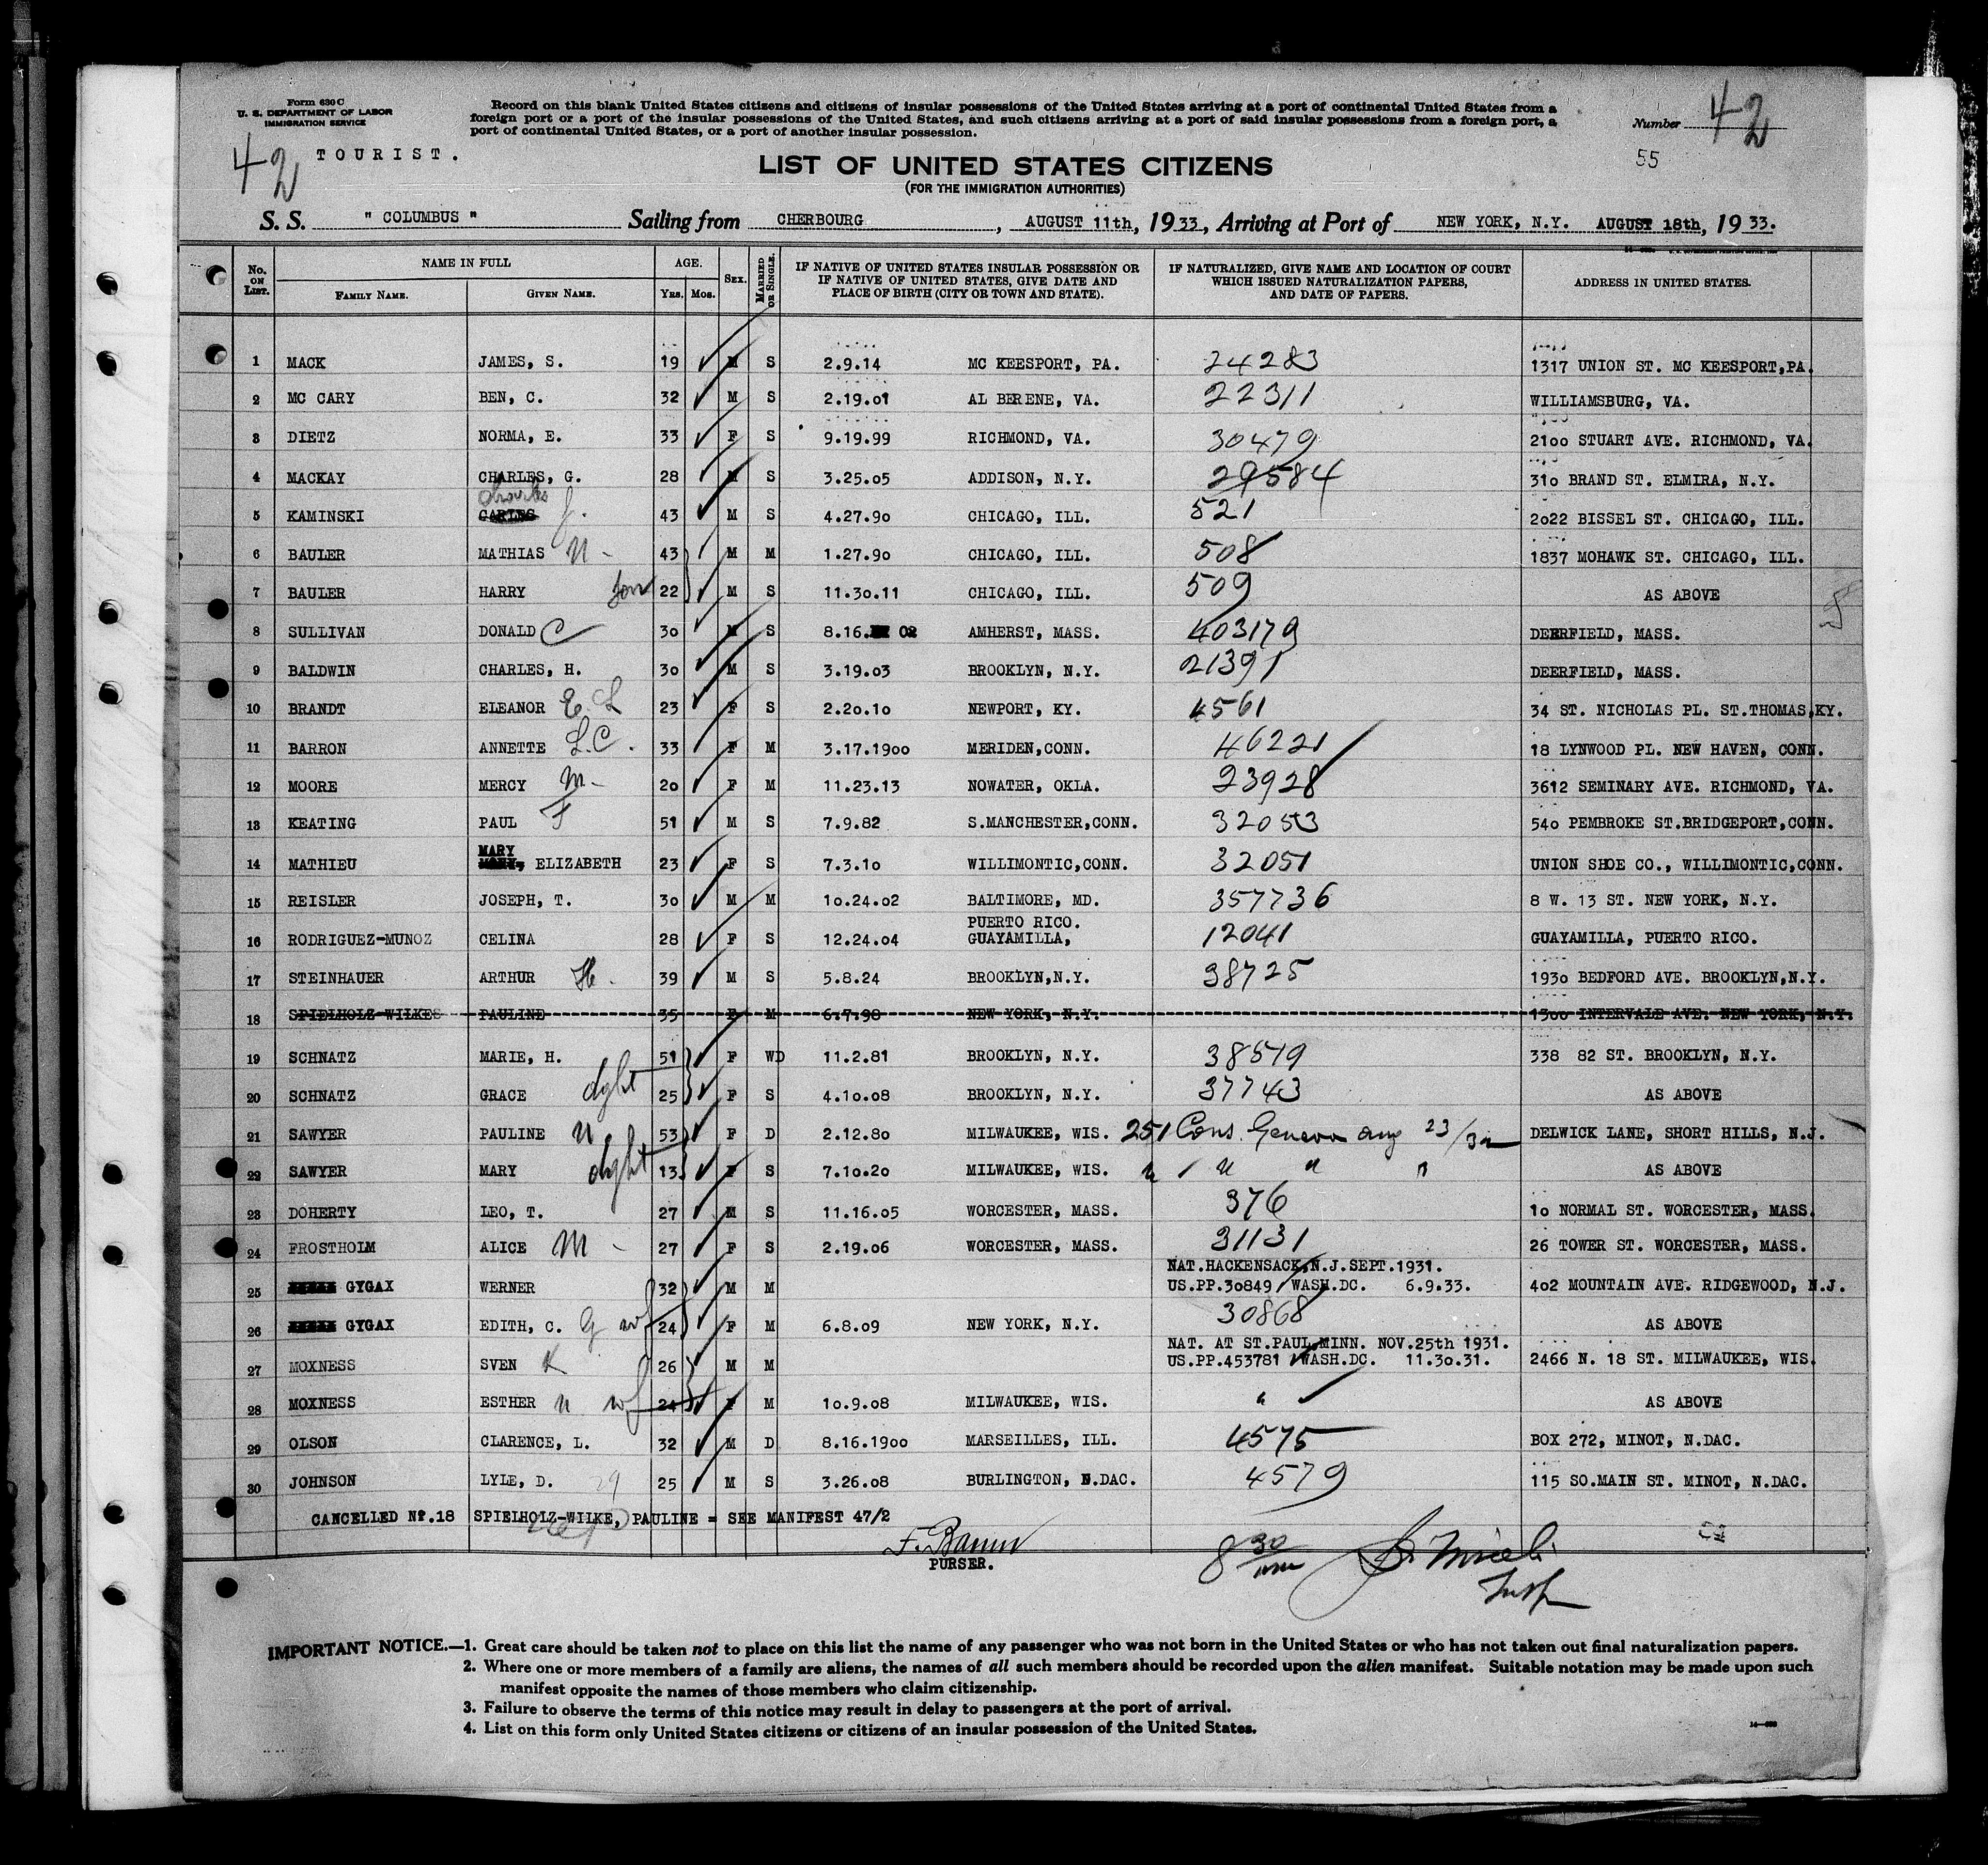 Form 630 C
U. S. DEPARTMENT OF LABOR
IMMIGRATION SERVICE
Record on this blank United States citizens and citizens of insular possessions of the United States arriving at a port of continental United States from a
foreign port or a port of the insular possessions of the United States, and such citizens arriving at a port of said insular possessions from a foreign port, a
port of continental United States, or a port of another insular possession.
Number 42
55
42 TOURIST.
LIST OF UNITED STATES CITIZENS
(FOR THE IMMIGRATION AUTHORITIES)
S. S. " COLUMBUS " Sailing from CHERBOURG, AUGUST 11th, 1933, Arriving at Port of NEW YORK, N.Y. AUGUST 18th, 1933.
No. ON LIST. NAME IN FULL FAMILY NAME. GIVEN NAME. AGE. Yrs. Mos. SEX. MARRIED OR SINGLE. IF NATIVE OF UNITED STATES INSULAR POSSESSION OR IF NATIVE OF UNITED STATES, GIVE DATE AND PLACE OF BIRTH (CITY OR TOWN AND STATE). IF NATURALIZED, GIVE NAME AND LOCATION OF COURT WHICH ISSUED NATURALIZATION PAPERS, AND DATE OF PAPERS. ADDRESS IN UNITED STATES.
1 MACK JAMES, S. 19 M S 2.9.14 MC KEESPORT, PA. 24283 1317 UNION ST. MC KEESPORT,PA.
2 MC CARY BEN, C. 32 M S 2.19.01 AL BERENE, VA. 22311 WILLIAMSBURG, VA.
3 DIETZ NORMA, E. 33 F S 9.19.99 RICHMOND, VA. 30479 2100 STUART AVE. RICHMOND, VA.
4 MACKAY CHARLES, G. 28 M S 3.25.05 ADDISON, N.Y. 29584 310 BRAND ST. ELMIRA, N.Y.
5 KAMINSKI CARLES Charles J. 43 M S 4.27.90 CHICAGO, ILL. 521 2022 BISSEL ST. CHICAGO, ILL.
6 BAULER MATHIAS 43 M M 1.27.90 CHICAGO, ILL. 508 1837 MOHAWK ST. CHICAGO, ILL.
7 BAULER HARRY son 22 M S 11.30.11 CHICAGO, ILL. 509 AS ABOVE
8 SULLIVAN DONALD C 30 M S 8.16. 02 AMHERST, MASS. 403179 DEERFIELD, MASS.
9 BALDWIN CHARLES, H. 30 M S 3.19.03 BROOKLYN, N.Y. 21391 DEERFIELD, MASS.
10 BRANDT ELEANOR E. L 23 F S 2.20.10 NEWPORT, KY. 4561 34 ST. NICHOLAS PL. ST.THOMAS,KY.
11 BARRON ANNETTE L.C. 33 F M 3.17.1900 MERIDEN,CONN. 46221 18 LYNWOOD PL. NEW HAVEN, CONN.
12 MOORE MERCY M- 20 F M 11.23.13 NOWATER, OKLA. 23928 3612 SEMINARY AVE. RICHMOND, VA.
13 KEATING PAUL F 51 M S 7.9.82 S.MANCHESTER,CONN. 32053 540 PEMBROKE ST.BRIDGEPORT,CONN.
14 MATHIEU MARY ELIZABETH 23 F S 7.3.10 WILLIMONTIC,CONN. 32051 UNION SHOE CO., WILLIMONTIC,CONN.
15 REISLER JOSEPH, T. 30 M M 10.24.02 BALTIMORE, MD. 357736 8 W. 13 ST. NEW YORK, N.Y.
16 RODRIGUEZ-MUNOZ CELINA 28 F S 12.24.04 PUERTO RICO. GUAYAMILLA, 12041 GUAYAMILLA, PUERTO RICO.
17 STEINHAUER ARTHUR H. 39 M S 5.8.24 BROOKLYN,N.Y. 38725 1930 BEDFORD AVE. BROOKLYN,N.Y.
18 SPIELHOLZ-WILKES PAULINE 35 F M 6.7.98 NEW YORK, N.Y. 1300 INTERVALE AVE. NEW YORK, N.Y.
19 SCHNATZ MARIE, H. 51 F WD 11.2.81 BROOKLYN, N.Y. 38519 338 82 ST. BROOKLYN, N.Y.
20 SCHNATZ GRACE dght 25 F S 4.10.08 BROOKLYN, N.Y. 37743 AS ABOVE
21 SAWYER PAULINE 53 F D 2.12.80 MILWAUKEE, WIS. 251 Cons. Geneva Aug 23/32 DELWICK LANE, SHORT HILLS, N.J.
22 SAWYER MARY dght 13 F S 7.10.20 MILWAUKEE, WIS. " " " " AS ABOVE
23 DOHERTY LEO, T. 27 M S 11.16.05 WORCESTER, MASS. 376 10 NORMAL ST. WORCESTER, MASS.
24 FROSTHOIM ALICE M - 27 F S 2.19.06 WORCESTER, MASS. 31131 26 TOWER ST. WORCESTER, MASS.
25 GYGAX WERNER 32 M M NAT.HACKENSACK,N.J.SEPT.1931. US.PP.30849 WASH.DC. 6.9.33. 402 MOUNTAIN AVE. RIDGEWOOD, N.J.
26 GYGAX EDITH, C. G wf 24 F M 6.8.09 NEW YORK, N.Y. 30868 AS ABOVE
27 MOXNESS SVEN K 26 M M NAT. AT ST.PAUL,MINN. NOV.25th 1931. US.PP.453781 WASH.DC. 11.30.31. 2466 N. 18 ST. MILWAUKEE, WIS.
28 MOXNESS ESTHER wf 24 F M 10.9.08 MILWAUKEE, WIS. " AS ABOVE
29 OLSON CLARENCE, L. 32 M D 8.16.1900 MARSEILLES, ILL. 4575 BOX 272, MINOT, N.DAC.
30 JOHNSON LYLE, D. 29 25 M S 3.26.08 BURLINGTON, N.DAC. 4579 115 SO.MAIN ST. MINOT, N.DAC.
CANCELLED No.18 SPIELHOLZ-WILKE, PAULINE = SEE MANIFEST 47/2
PURSER.
8 30
Insp
IMPORTANT NOTICE.—1. Great care should be taken not to place on this list the name of any passenger who was not born in the United States or who has not taken out final naturalization papers.
2. Where one or more members of a family are aliens, the names of all such members should be recorded upon the alien manifest. Suitable notation may be made upon such
manifest opposite the names of those members who claim citizenship.
3. Failure to observe the terms of this notice may result in delay to passengers at the port of arrival.
4. List on this form only United States citizens or citizens of an insular possession of the United States.